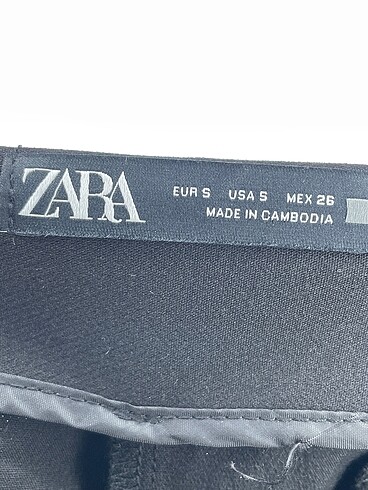 ZARA
EUR S USA S MEX 26
MADE IN CAMBODIA